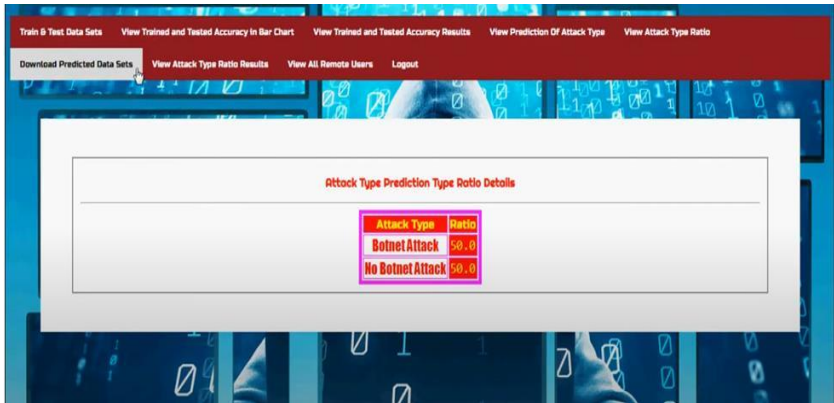 Train & Test Data Sets View Trained and Tested Accuracy in Bar Chart View Trained and Tested Accuracy Results View Prediction Of Attack Type View Attack Type Ratio
Download Predicted Data Sets View Attack Type Ratio Results View All Remote Users Logout
Attack Type Prediction Type Ratio Details
Attack Type Ratio
Botnet Attack 50.0
No Botnet Attack 50.0